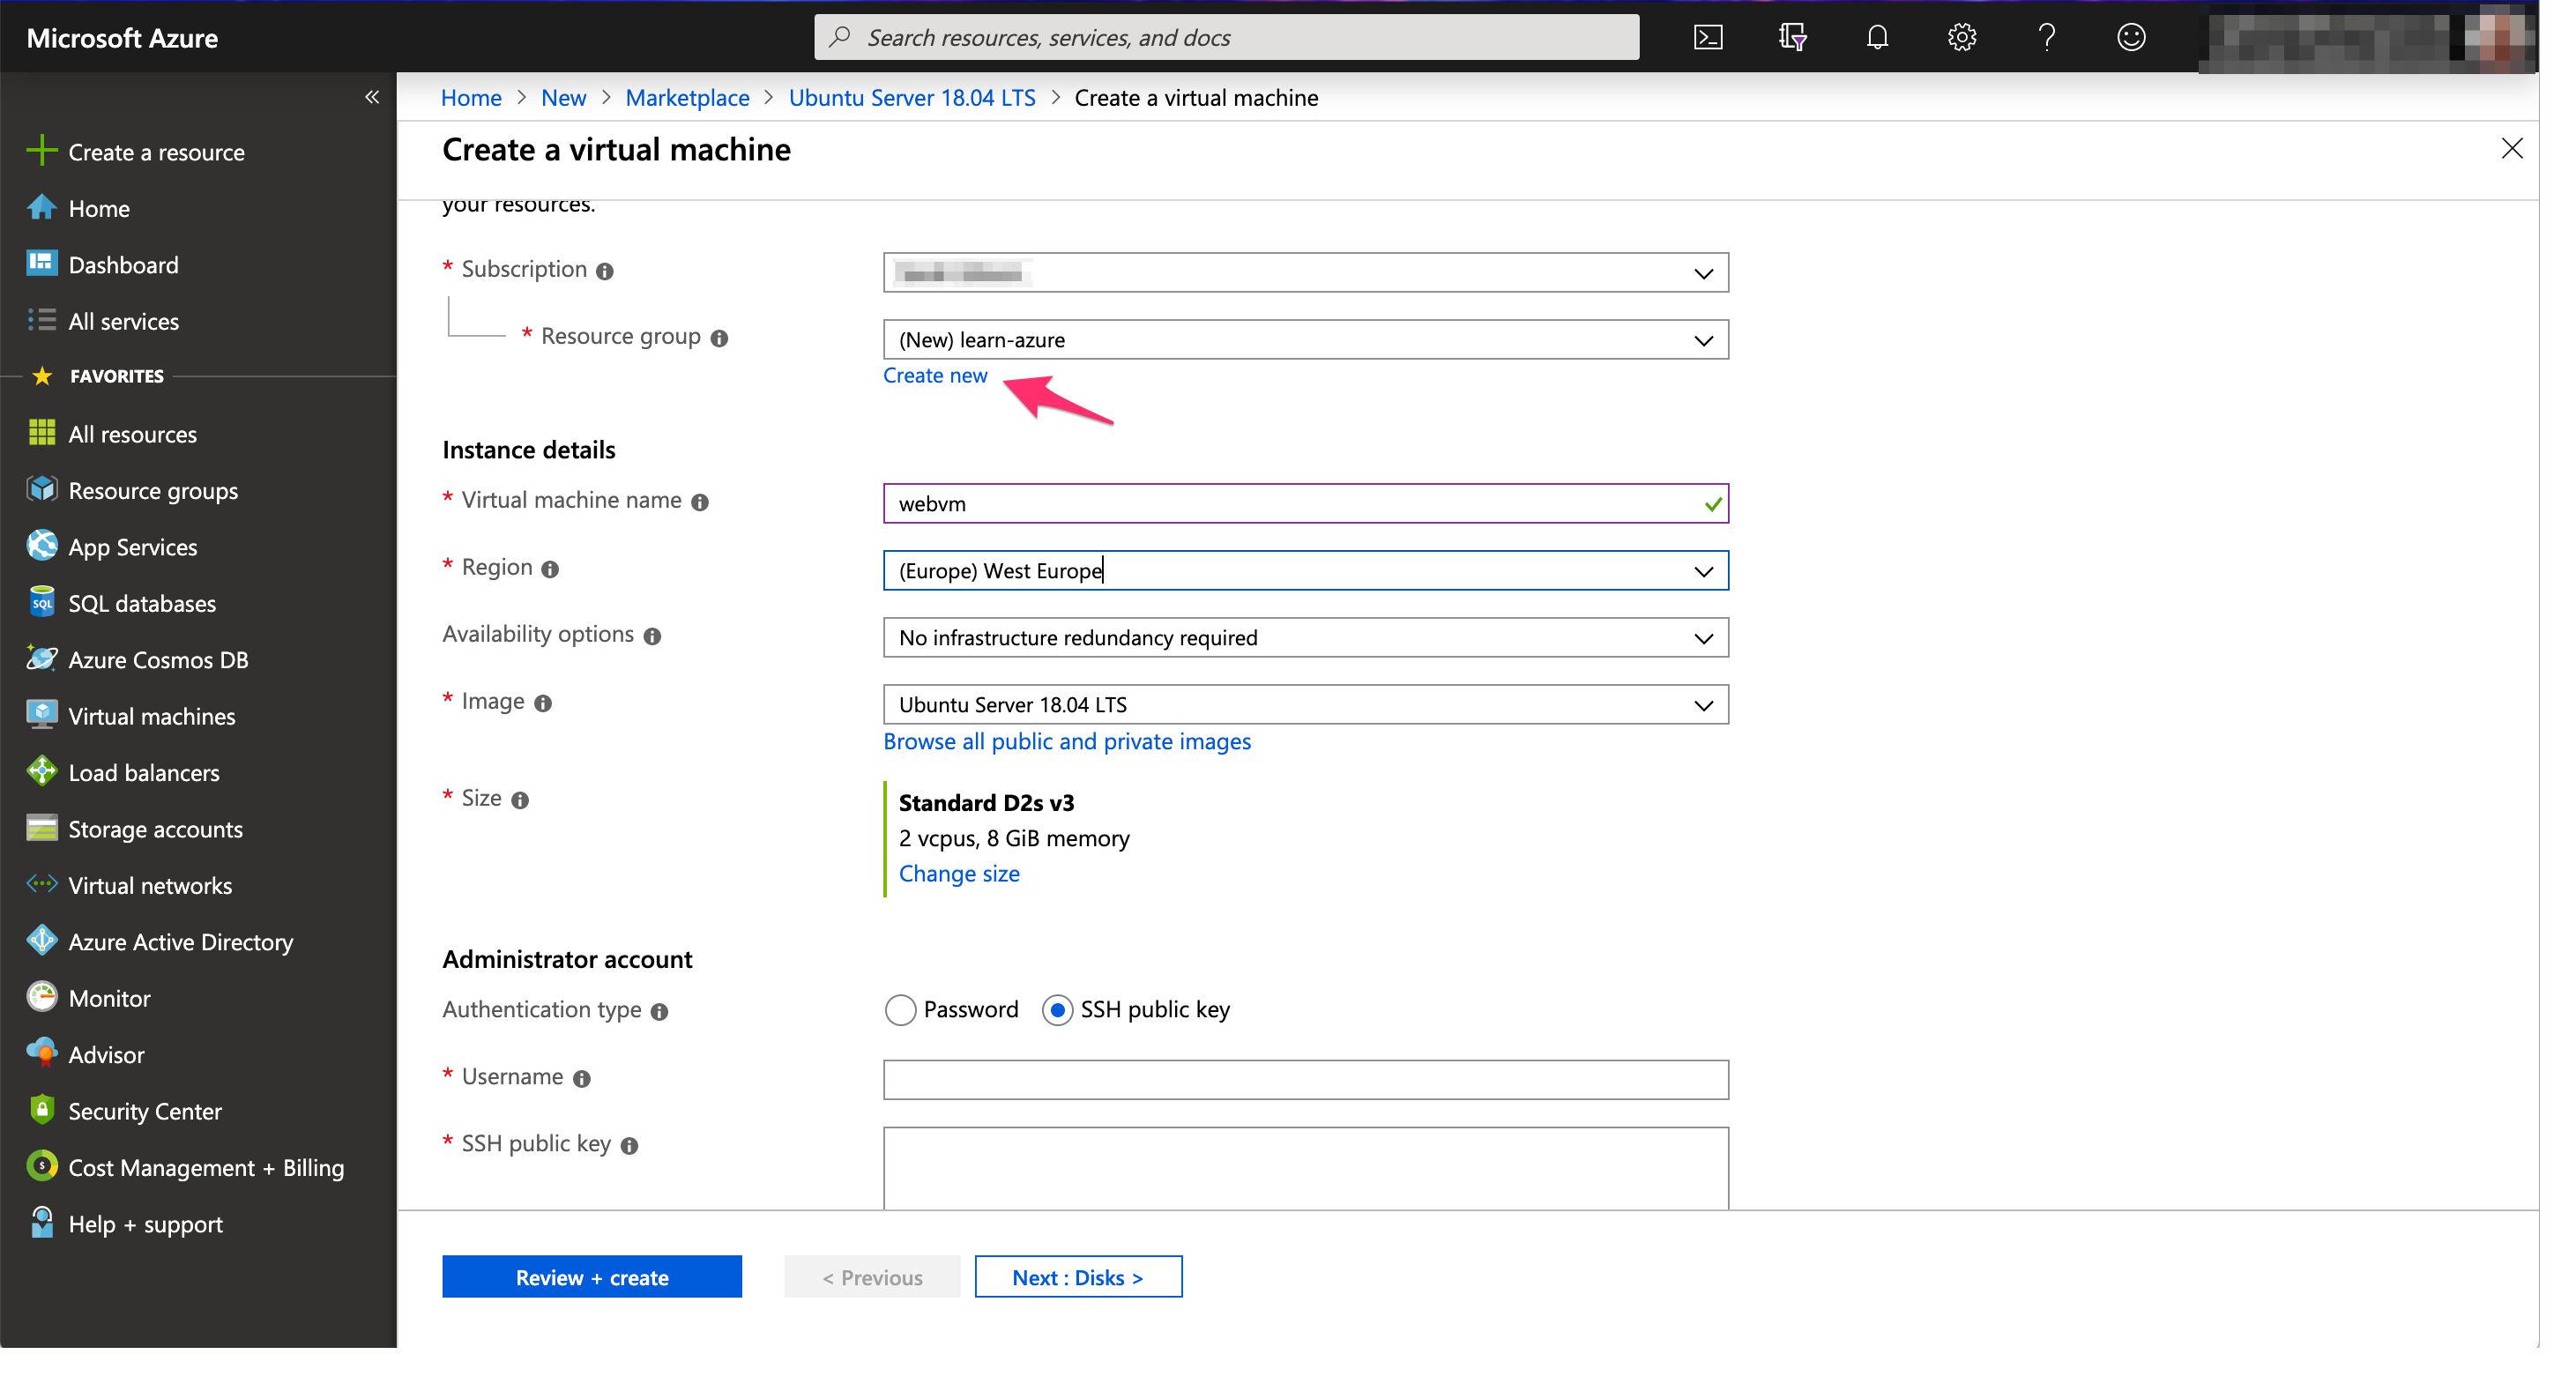 Microsoft Azure
Search resources, services, and docs
«
Create a resource
Home
Dashboard
All services
FAVORITES
All resources
Resource groups
App Services
SQL databases
Azure Cosmos DB
Virtual machines
Load balancers
Storage accounts
Virtual networks
Azure Active Directory
Monitor
Advisor
Security Center
Cost Management + Billing
Help + support
Home > New > Marketplace > Ubuntu Server 18.04 LTS > Create a virtual machine
Create a virtual machine
your resources.
* Subscription
* Resource group
(New) learn-azure
Create new
Instance details
* Virtual machine name
webvm
* Region
(Europe) West Europe
Availability options
No infrastructure redundancy required
* Image
Ubuntu Server 18.04 LTS
Browse all public and private images
* Size
Standard D2s v3
2 vcpus, 8 GiB memory
Change size
Administrator account
Authentication type
Password SSH public key
* Username
* SSH public key
Review + create
< Previous
Next : Disks >